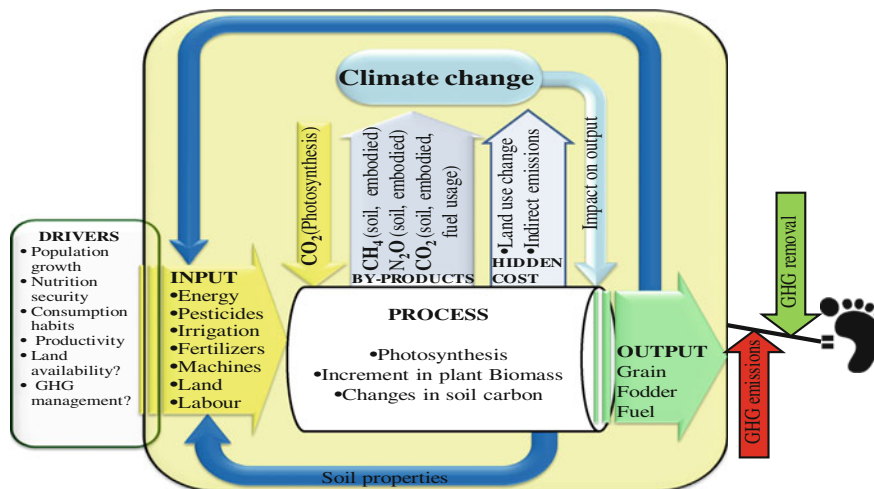 Climate change
CO2(Photosynthesis)
CH4 (soil, embodied)
N2O (soil, embodied)
CO2 (soil, embodied,
fuel usage)
BY-PRODUCTS
•Land use change
•Indirect emissions
HIDDEN
COST
Impact on output
DRIVERS
• Population
growth
• Nutrition
security
• Consumption
habits
• Productivity
• Land
availability?
• GHG
management?
INPUT
•Energy
•Pesticides
•Irrigation
•Fertilizers
•Machines
•Land
•Labour
PROCESS
•Photosynthesis
•Increment in plant Biomass
•Changes in soil carbon
OUTPUT
Grain
Fodder
Fuel
GHG removal
=
GHG emissions
Soil properties